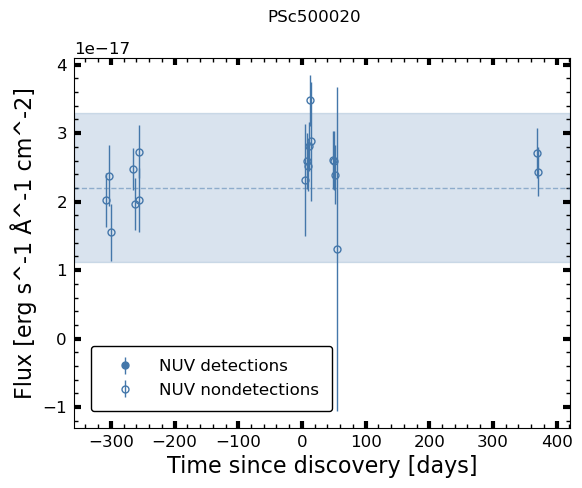 PSc500020
1e−17
4
3
2
1
0
−1
Flux [erg s^-1 Å^-1 cm^-2]
NUV detections
NUV nondetections
−300 −200 −100 0 100 200 300 400
Time since discovery [days]